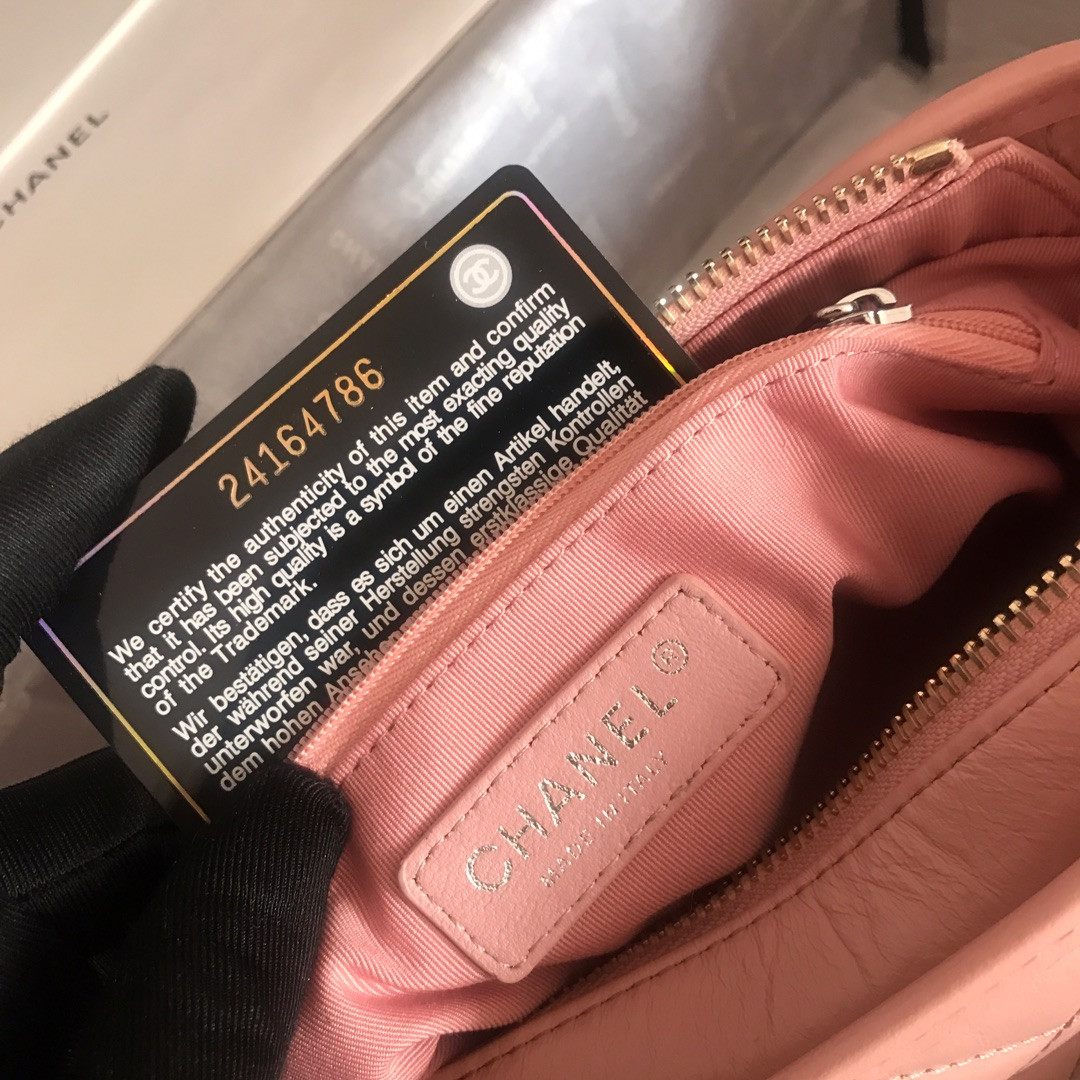 CHANEL
24164786
We certify the authenticity of this item and confirm
that it has been subjected to the most exacting quality
control. Its high quality is a symbol of the fine reputation
of the Trademark.
Wir bestätigen, dass es sich um einen Artikel handelt,
der während seiner Herstellung strengsten Kontrollen
unterworfen war, und dessen erstklassige Qualität
dem hohen
CHANEL ®
MADE IN ITALY